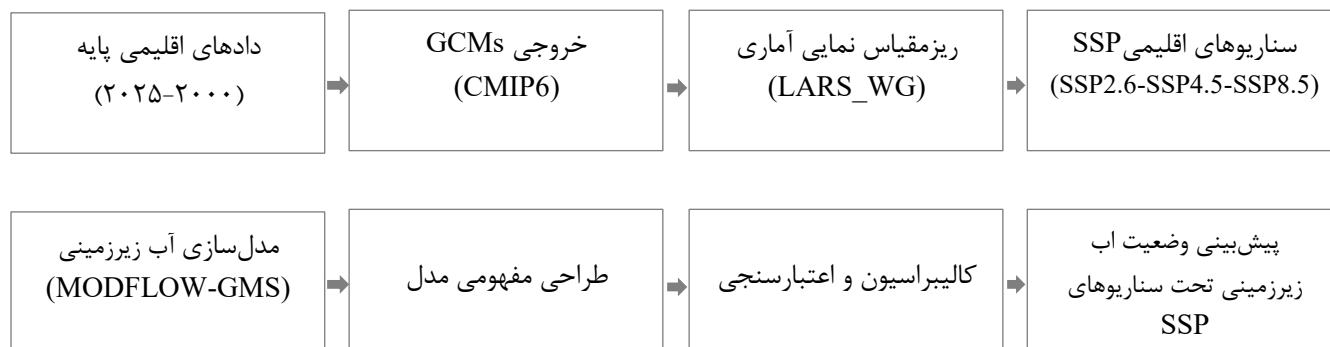 دادهای اقلیمی پایه
(۲۰۲۵-۲۰۰۰)
خروجی GCMs
(CMIP6)
ریزمقیاس نمایی آماری
(LARS_WG)
سناریوهای اقلیمیSSP
(SSP2.6-SSP4.5-SSP8.5)
مدل‌سازی آب زیرزمینی
(MODFLOW-GMS)
طراحی مفهومی مدل
کالیبراسیون و اعتبارسنجی
پیش‌بینی وضعیت اب
زیرزمینی تحت سناریوهای
SSP